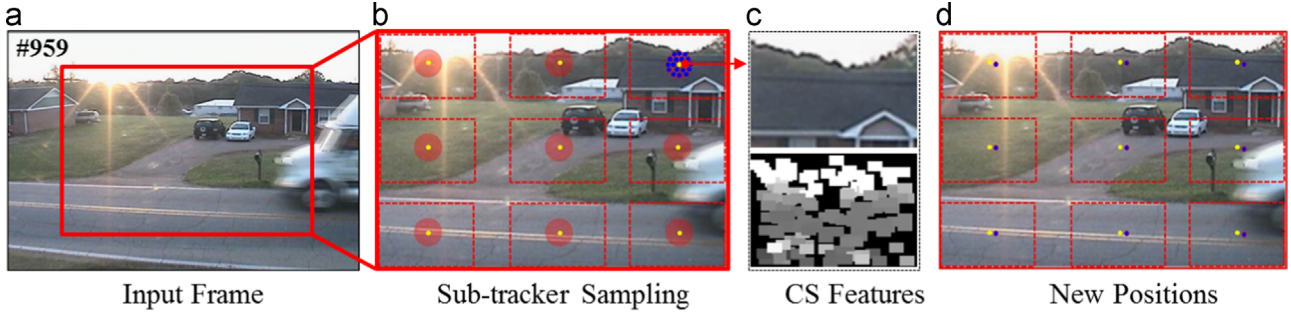 a
b
c
d
#959
Input Frame
Sub-tracker Sampling
CS Features
New Positions